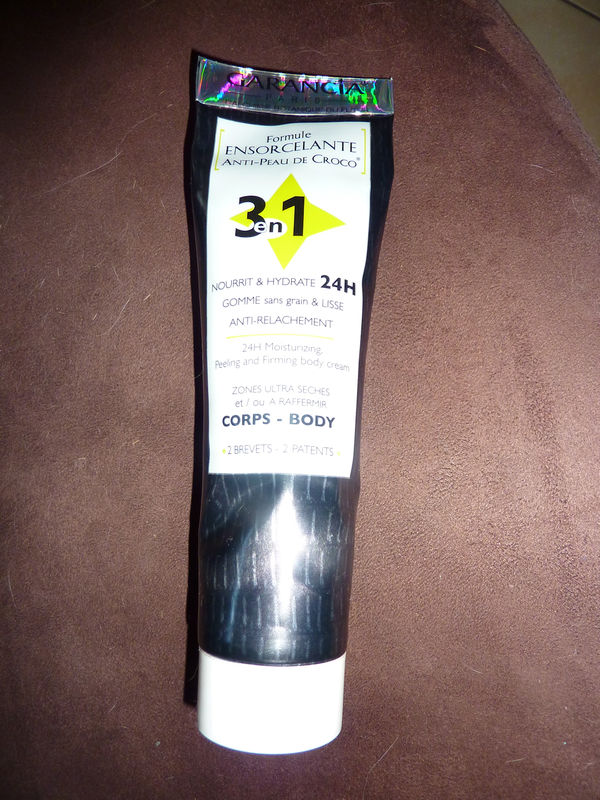 GARANCIA
PARIS
Formule
ENSORCELANTE
ANTI-PEAU DE CROCO®
3en1
NOURRIT & HYDRATE 24H
GOMME sans grain & LISSE
ANTI-RELACHEMENT
24H Moisturizing,
Peeling and Firming body cream
ZONES ULTRA SECHES
et / ou A RAFFERMIR
CORPS - BODY
2 BREVETS - 2 PATENTS